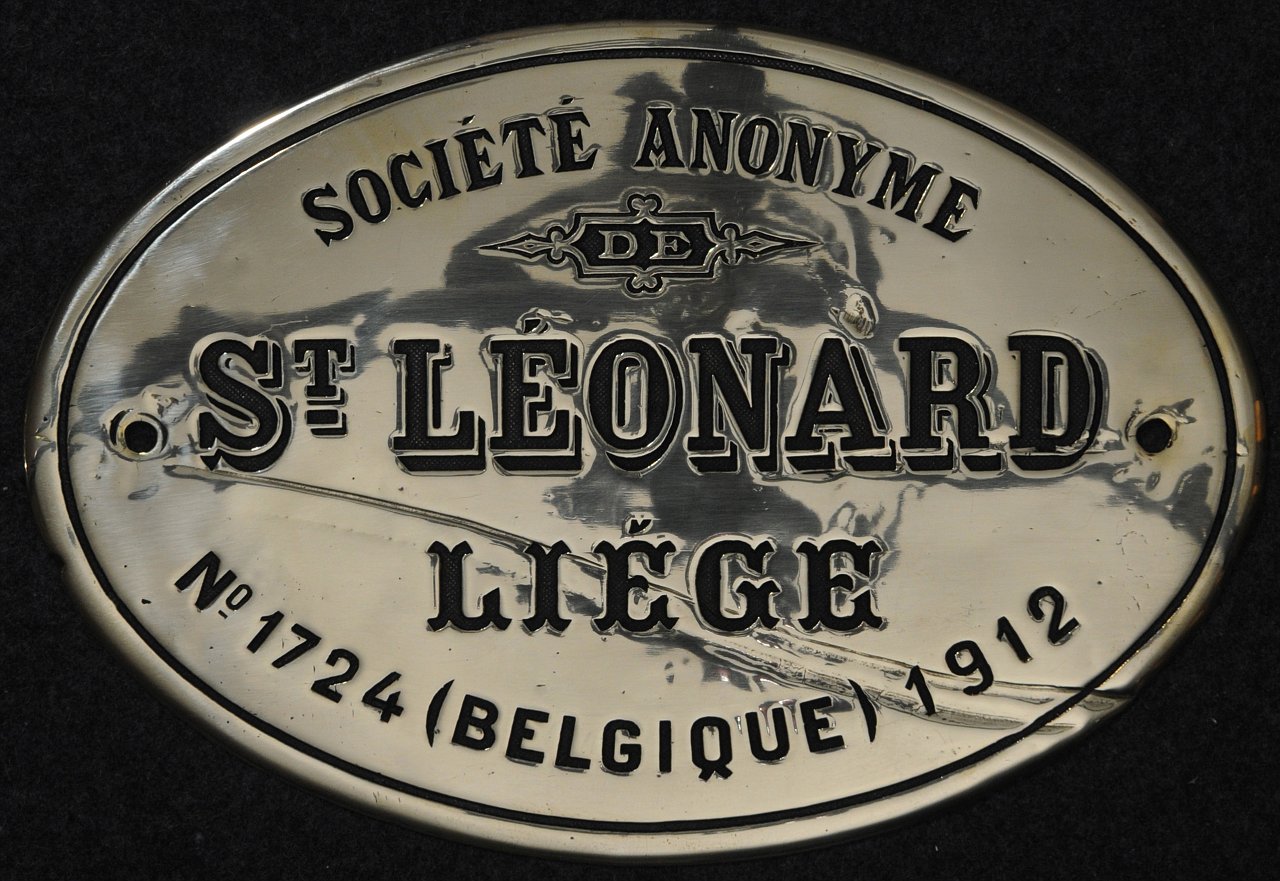 SOCIÉTÉ ANONYME
DE
ST LÉONARD
LIÉGE
Nº 1724 (BELGIQUE) 1912